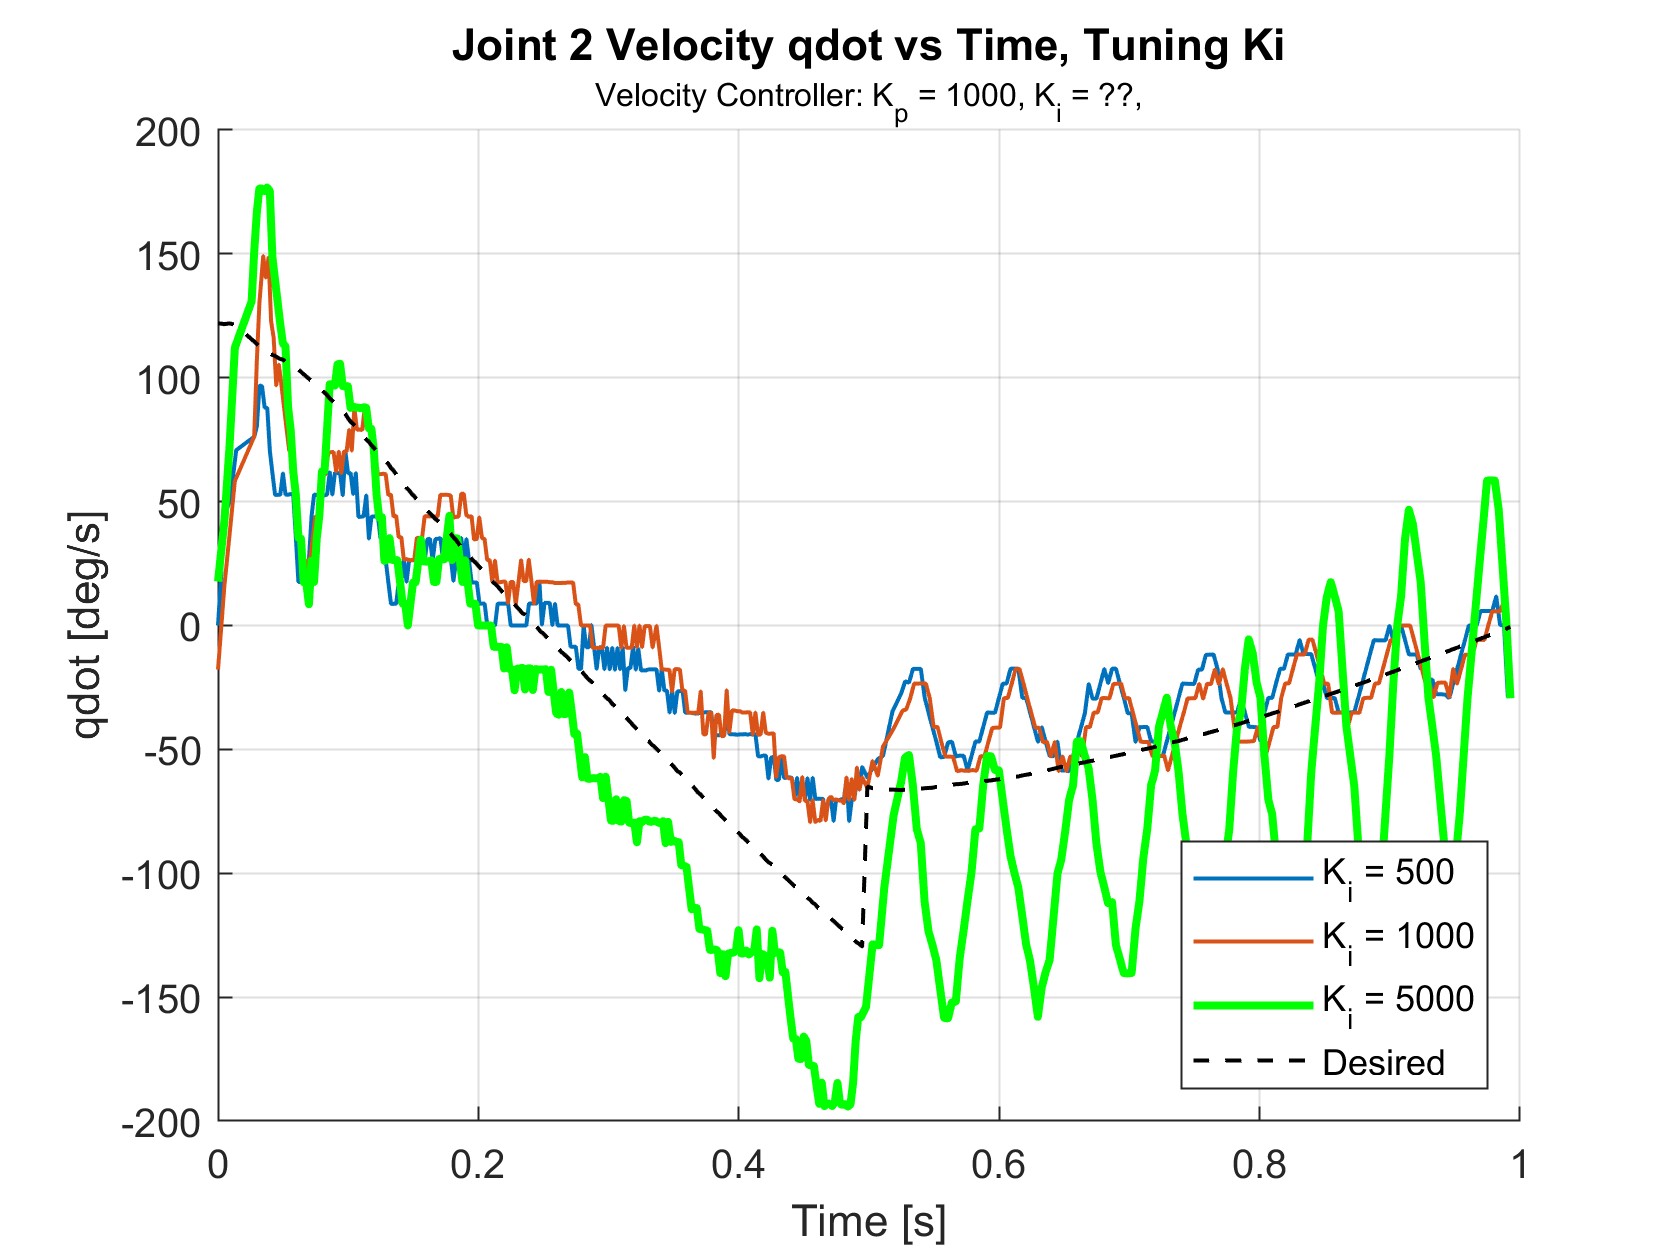 Joint 2 Velocity qdot vs Time, Tuning Ki
Velocity Controller: Kp = 1000, Ki = ??,
qdot [deg/s]
200
150
100
50
0
-50
-100
-150
-200
0
0.2
0.4
0.6
0.8
1
Time [s]
Ki = 500
Ki = 1000
Ki = 5000
Desired